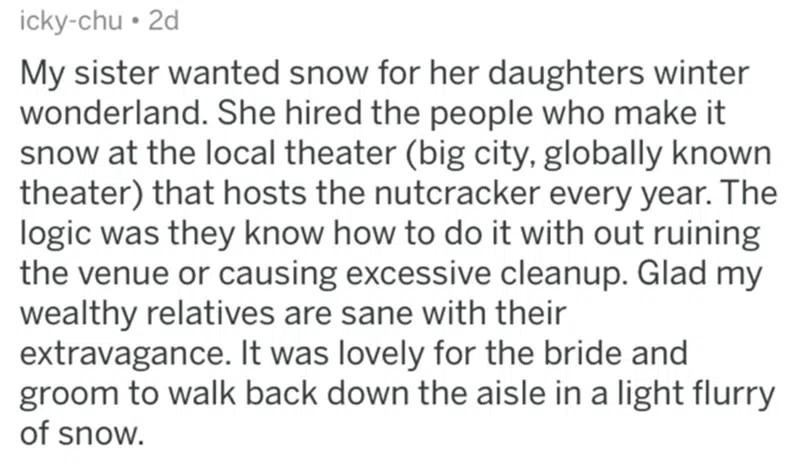 icky-chu • 2d
My sister wanted snow for her daughters winter
wonderland. She hired the people who make it
snow at the local theater (big city, globally known
theater) that hosts the nutcracker every year. The
logic was they know how to do it with out ruining
the venue or causing excessive cleanup. Glad my
wealthy relatives are sane with their
extravagance. It was lovely for the bride and
groom to walk back down the aisle in a light flurry
of snow.